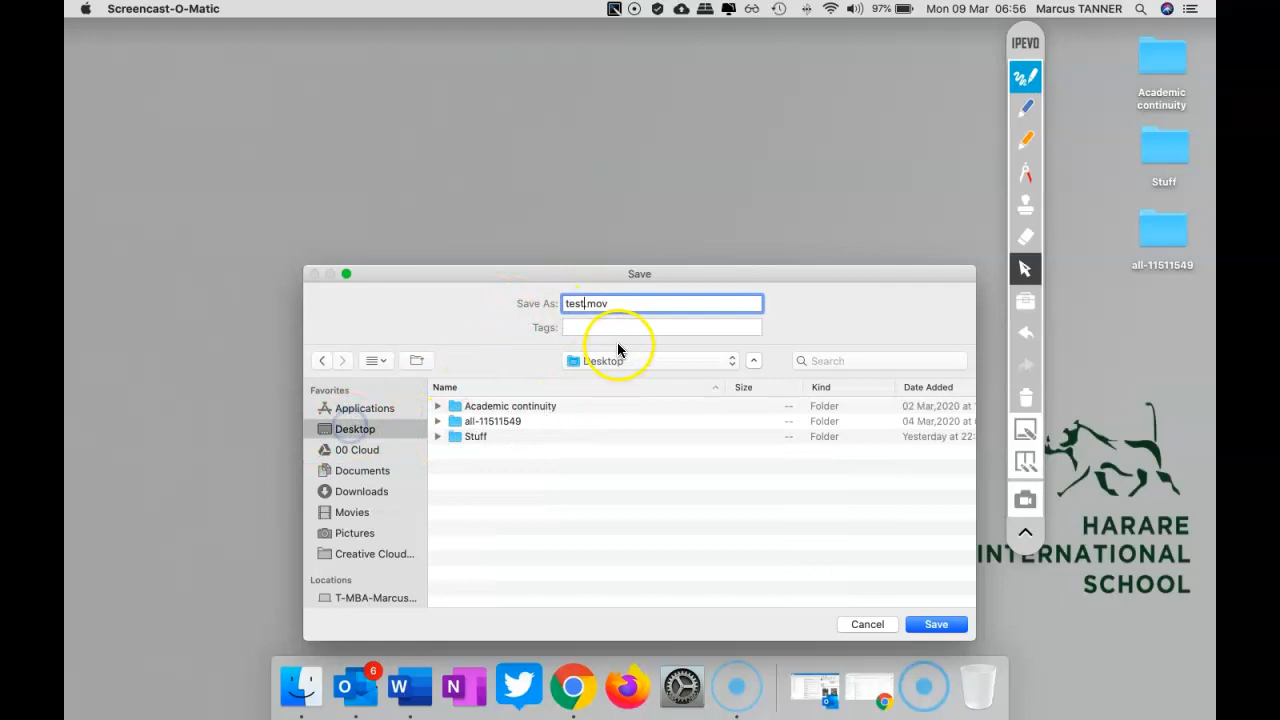 Screencast-O-Matic
97% Mon 09 Mar 06:56 Marcus TANNER
IPEVO
Academic
continuity
Stuff
all-11511549
Save
Save As: test.mov
Tags:
Desktop
Search
Favorites
Applications
Desktop
00 Cloud
Documents
Downloads
Movies
Pictures
Creative Cloud...
Locations
T-MBA-Marcus...
Name Size Kind Date Added
Academic continuity -- Folder 02 Mar,2020 at
all-11511549 -- Folder 04 Mar,2020 at
Stuff -- Folder Yesterday at 22:
Cancel Save
HARARE
INTERNATIONAL
SCHOOL
6